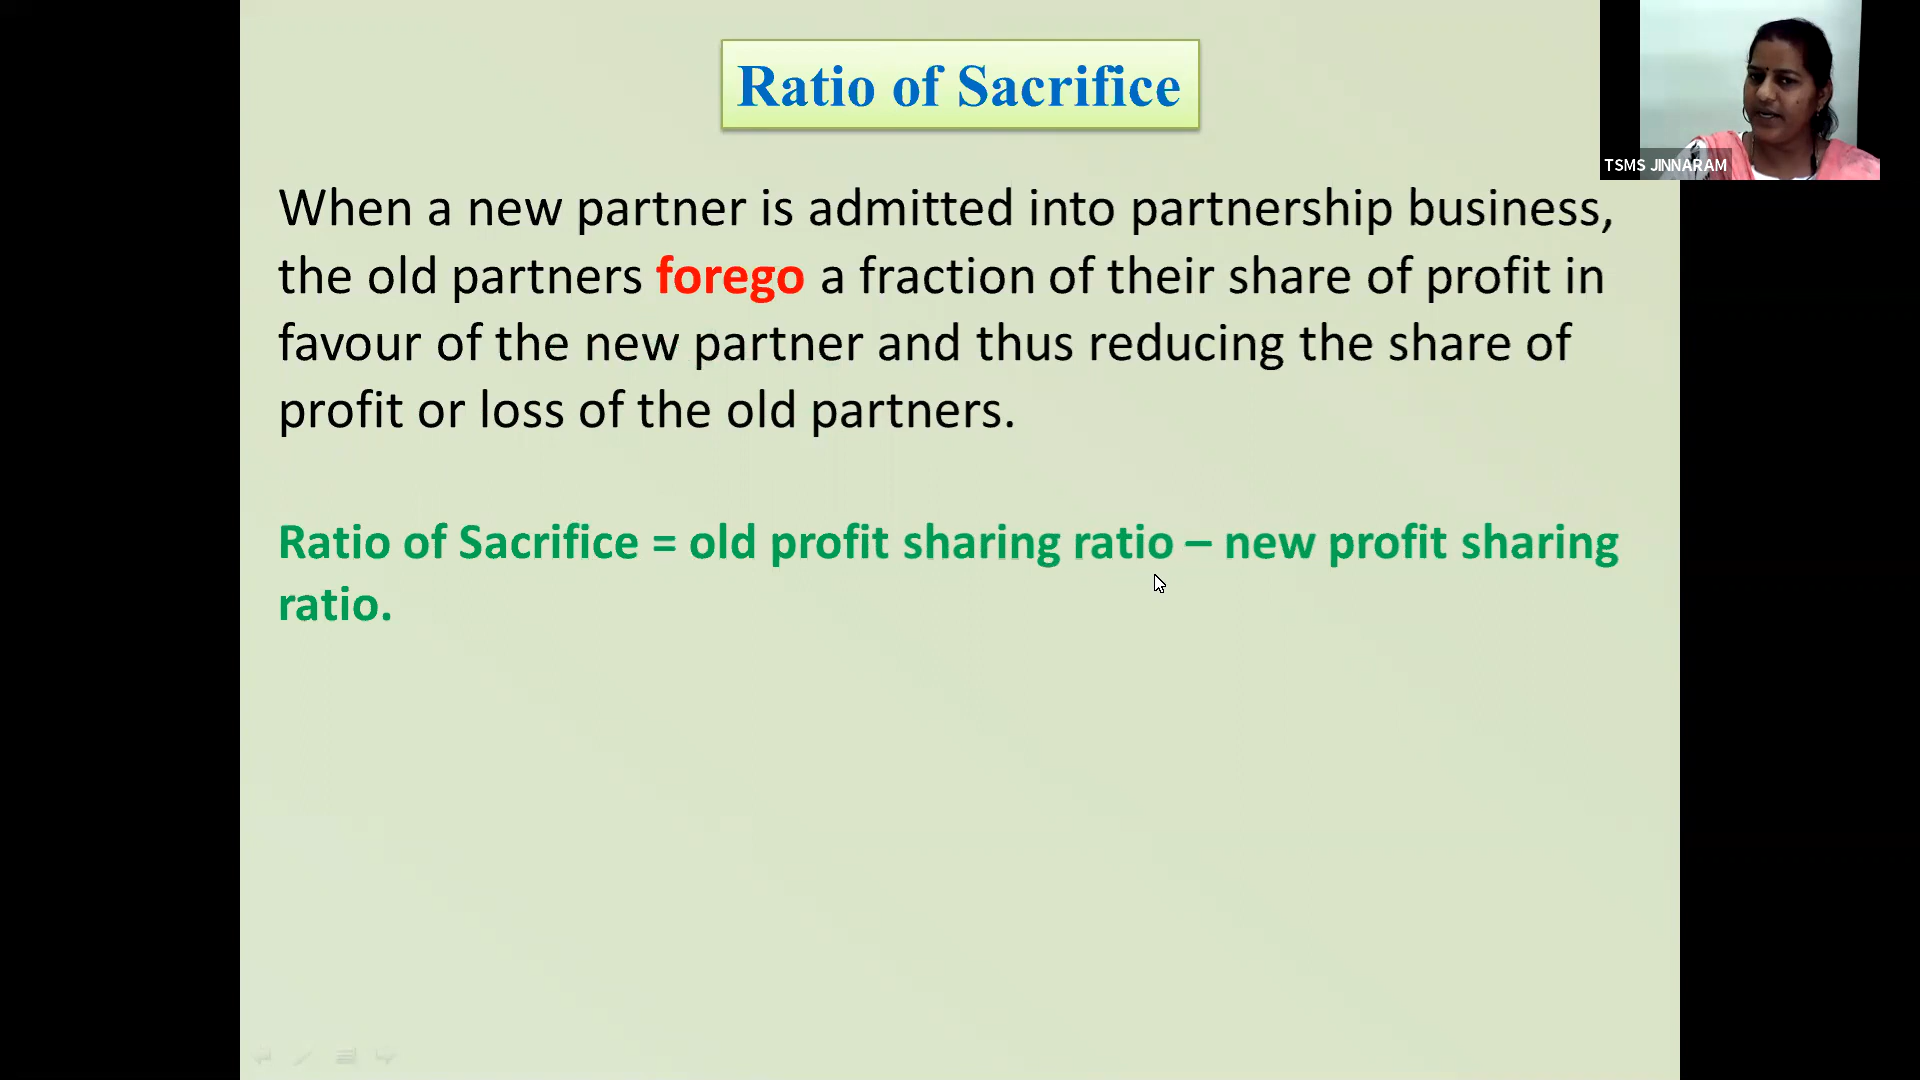 Ratio of Sacrifice
TSMS JINNARAM
When a new partner is admitted into partnership business,
the old partners forego a fraction of their share of profit in
favour of the new partner and thus reducing the share of
profit or loss of the old partners.
Ratio of Sacrifice = old profit sharing ratio – new profit sharing
ratio.